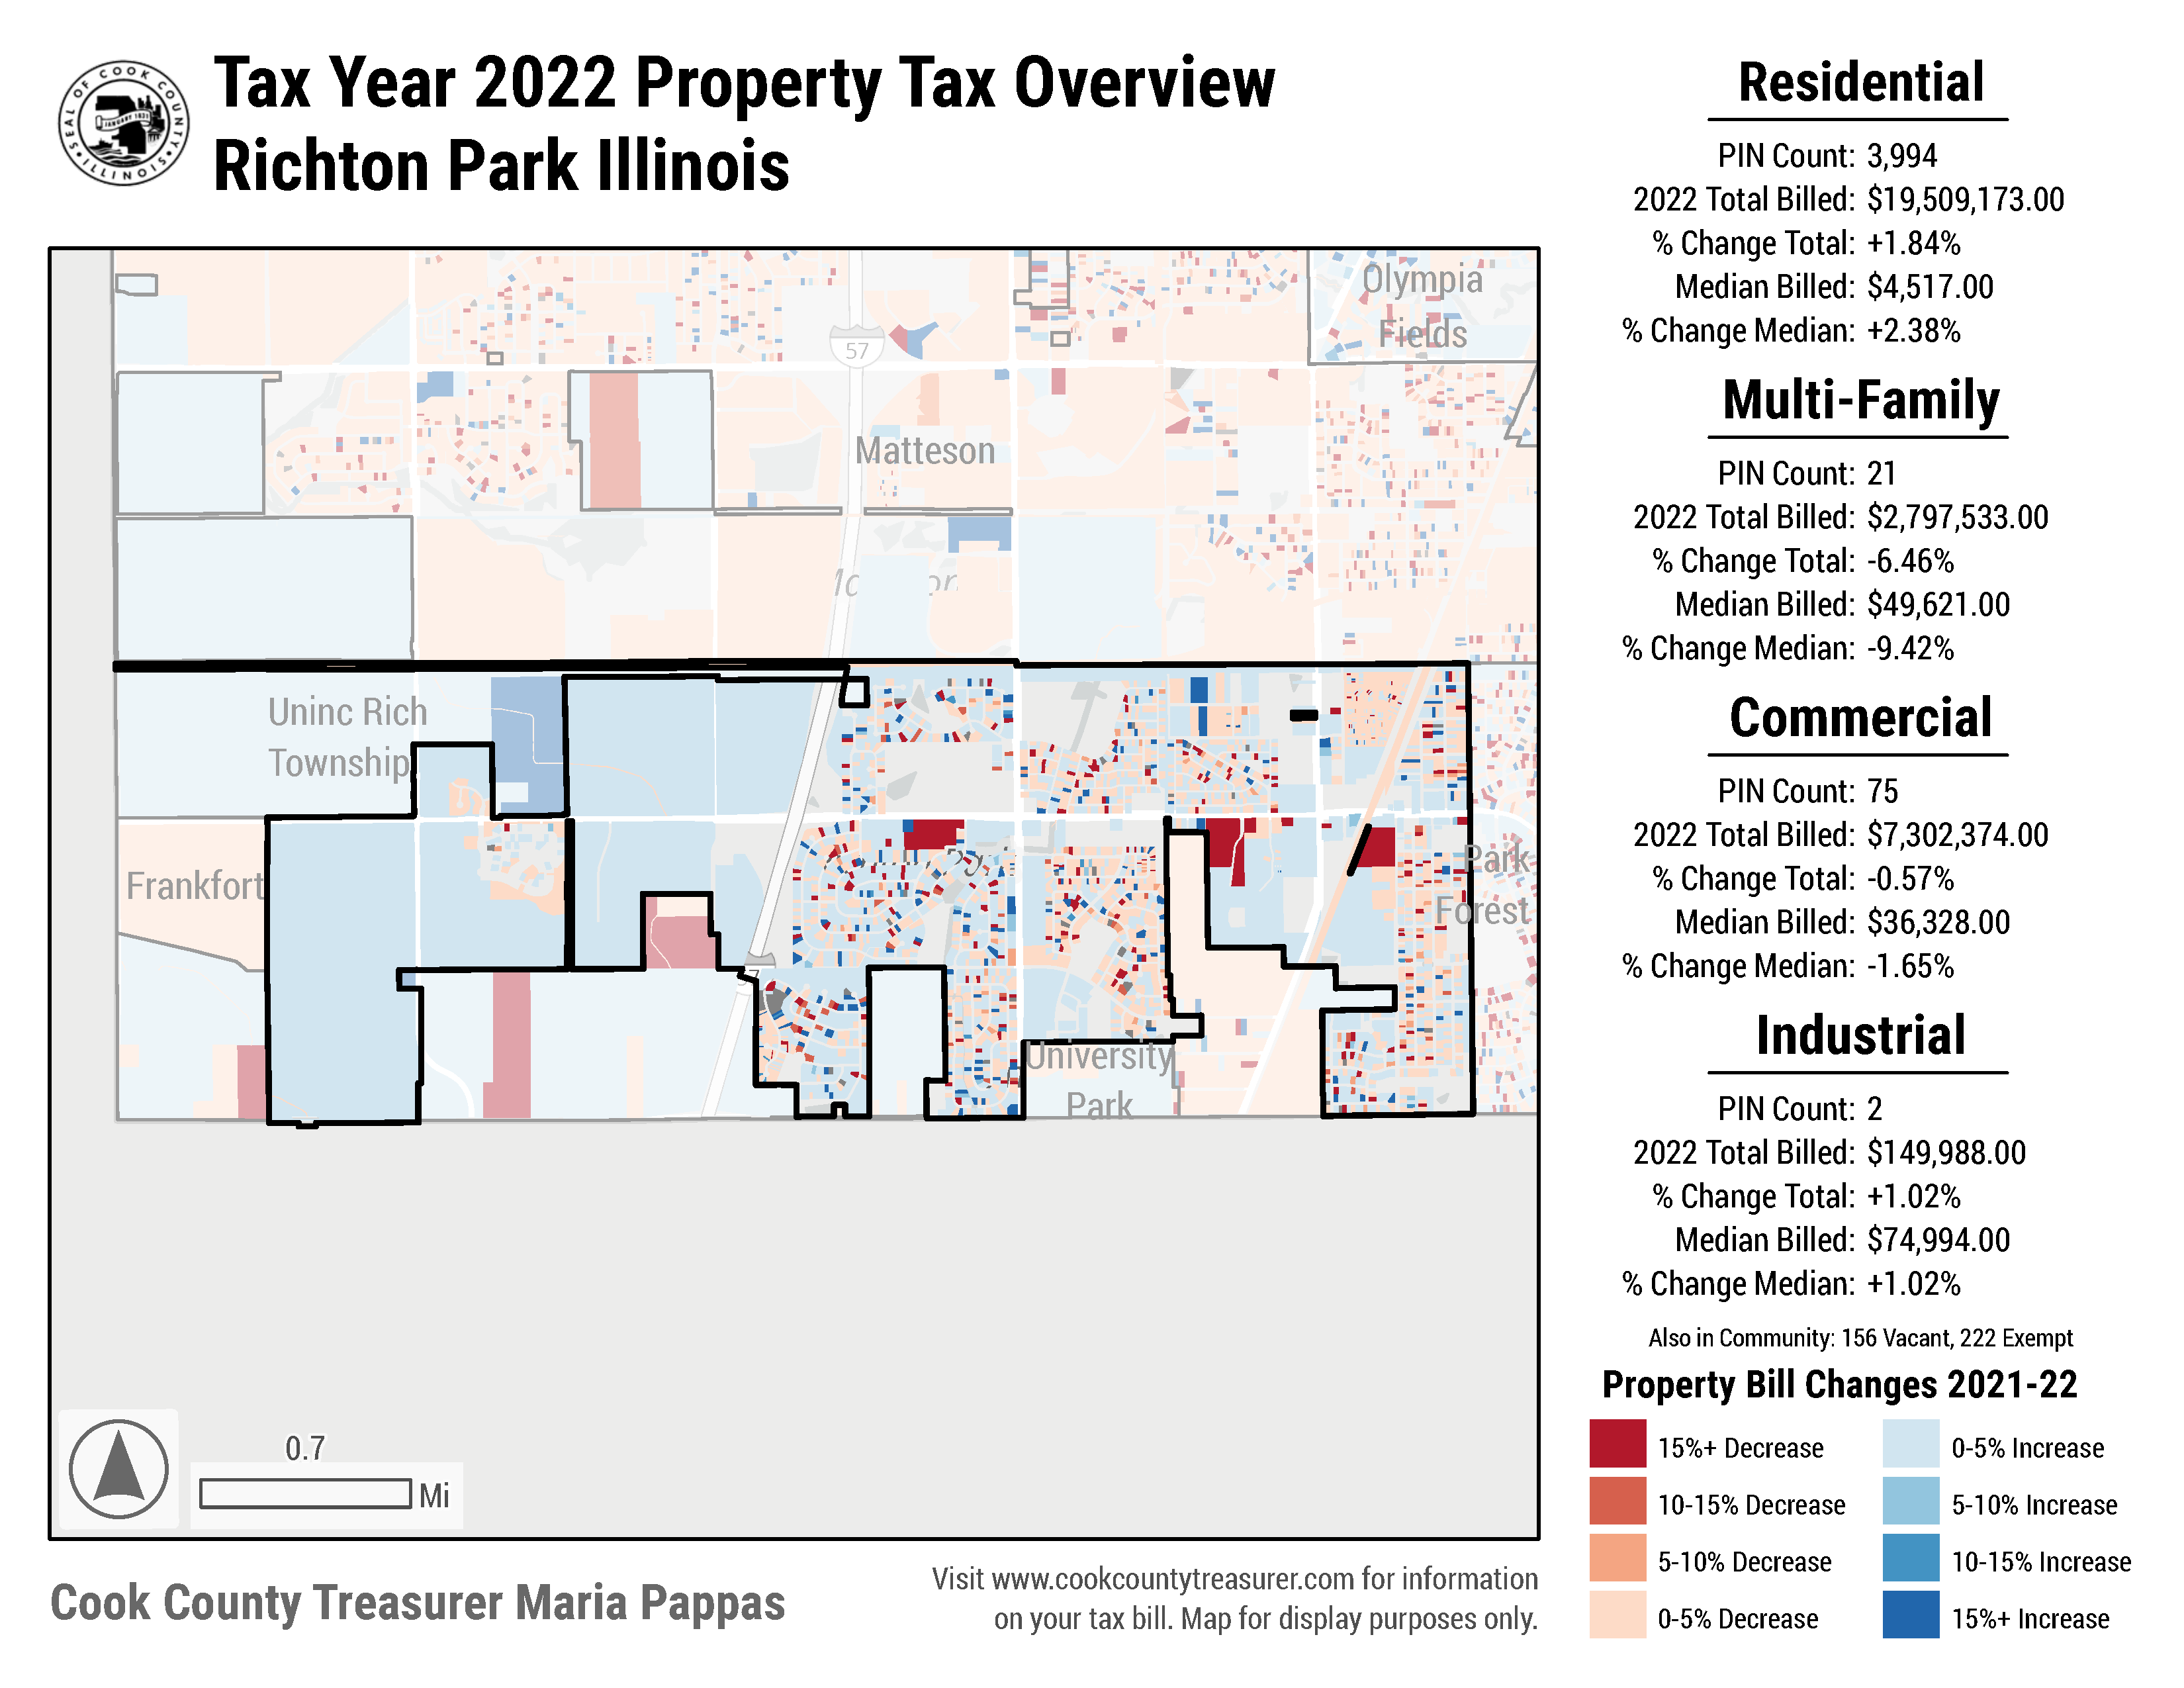 Tax Year 2022 Property Tax Overview
Richton Park Illinois
SEAL OF COOK COUNTY
ILLINOIS
JANUARY 1831
Olympia
Fields
57
Matteson
Uninc Rich
Township
Frankfort
Park
Forest
University
Park
0.7
Mi
Cook County Treasurer Maria Pappas
Visit www.cookcountytreasurer.com for information
on your tax bill. Map for display purposes only.
Residential
PIN Count: 3,994
2022 Total Billed: $19,509,173.00
% Change Total: +1.84%
Median Billed: $4,517.00
% Change Median: +2.38%
Multi-Family
PIN Count: 21
2022 Total Billed: $2,797,533.00
% Change Total: -6.46%
Median Billed: $49,621.00
% Change Median: -9.42%
Commercial
PIN Count: 75
2022 Total Billed: $7,302,374.00
% Change Total: -0.57%
Median Billed: $36,328.00
% Change Median: -1.65%
Industrial
PIN Count: 2
2022 Total Billed: $149,988.00
% Change Total: +1.02%
Median Billed: $74,994.00
% Change Median: +1.02%
Also in Community: 156 Vacant, 222 Exempt
Property Bill Changes 2021-22
15%+ Decrease
0-5% Increase
10-15% Decrease
5-10% Increase
5-10% Decrease
10-15% Increase
0-5% Decrease
15%+ Increase